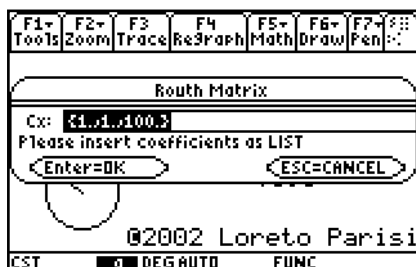 F1▾ F2▾ F3 F4 F5▾ F6▾ F7▾
Tools Zoom Trace ReGraph Math Draw Pen
Routh Matrix
Cx: {1.,1.,100.}
Please insert coefficients as LIST
Enter=OK ESC=CANCEL
©2002 Loreto Parisi
CST DEG AUTO FUNC